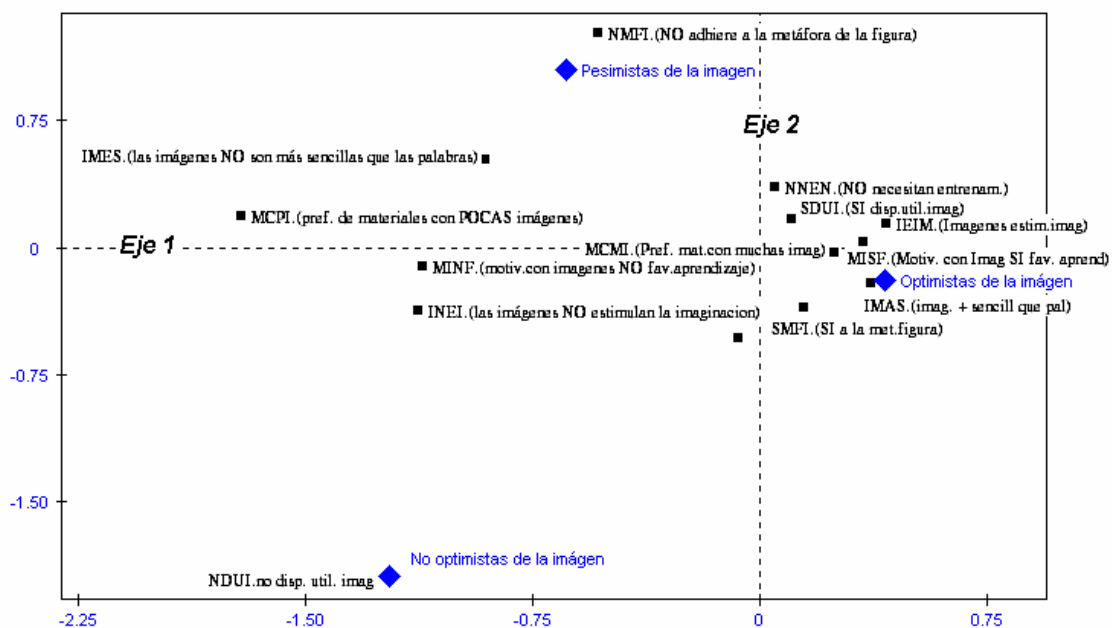 NMFI.(NO adhiere a la metáfora de la figura)
Pesimistas de la imagen
0.75
Eje 2
IMES.(las imágenes NO son más sencillas que las palabras)
NNEN.(NO necesitan entrenam.)
SDUI.(SI disp.util.imag)
MCPI.(pref. de materiales con POCAS imágenes)
IEIM.(Imagenes estim.imag)
0
Eje 1
MCMI.(Pref. mat.con muchas imag)
MISF.(Motiv. con Imag SI fav. aprend)
MINF.(motiv.con imagenes NO fav.aprendizaje)
Optimistas de la imágen
INEI.(las imágenes NO estimulan la imaginacion)
IMAS.(imag. + sencill que pal)
SMFI.(SI a la met.figura)
-0.75
-1.50
No optimistas de la imágen
NDUI.no disp. util. imag
-2.25 -1.50 -0.75 0 0.75